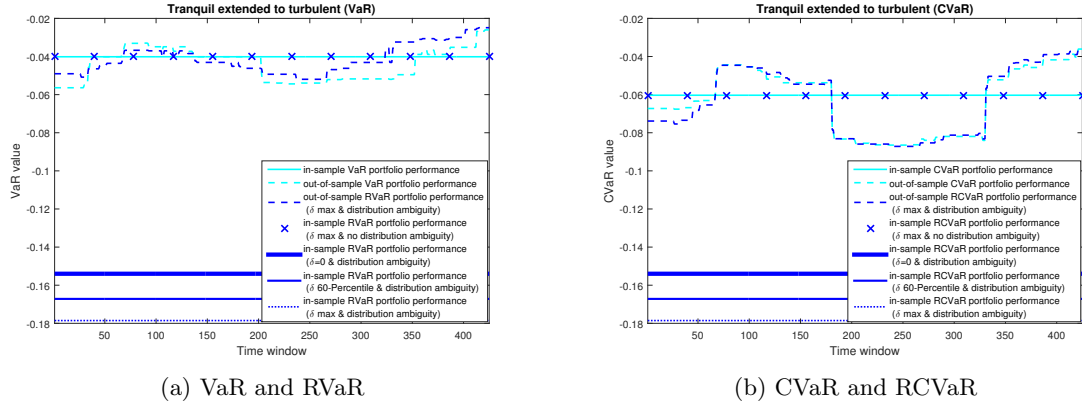 Tranquil extended to turbulent (VaR)
-0.02
-0.04
-0.06
-0.08
-0.1
-0.12
-0.14
-0.16
-0.18
VaR value
in-sample VaR portfolio performance
out-of-sample VaR portfolio performance
out-of-sample RVaR portfolio performance
(δ max & distribution ambiguity)
in-sample RVaR portfolio performance
(δ max & no distribution ambiguity)
in-sample RVaR portfolio performance
(δ=0 & distribution ambiguity)
in-sample RVaR portfolio performance
(δ 60-Percentile & distribution ambiguity)
in-sample RVaR portfolio performance
(δ max & distribution ambiguity)
50 100 150 200 250 300 350 400
Time window
(a) VaR and RVaR
Tranquil extended to turbulent (CVaR)
-0.02
-0.04
-0.06
-0.08
-0.1
-0.12
-0.14
-0.16
-0.18
CVaR value
in-sample CVaR portfolio performance
out-of-sample CVaR portfolio performance
out-of-sample RCVaR portfolio performance
(δ max & distribution ambiguity)
in-sample RCVaR portfolio performance
(δ max & no distribution ambiguity)
in-sample RCVaR portfolio performance
(δ=0 & distribution ambiguity)
in-sample RCVaR portfolio performance
(δ 60-Percentile & distribution ambiguity)
in-sample RCVaR portfolio performance
(δ max & distribution ambiguity)
50 100 150 200 250 300 350 400
Time window
(b) CVaR and RCVaR